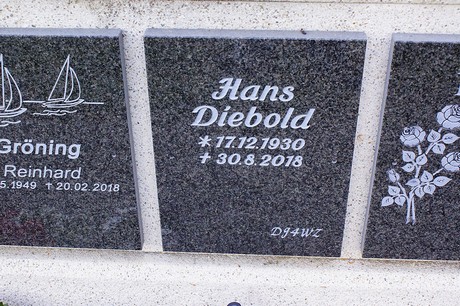 Gröning
Reinhard
5.1949 † 20.02.2018
Hans
Diebold
* 17.12.1930
† 30.8.2018
DJ4WZ